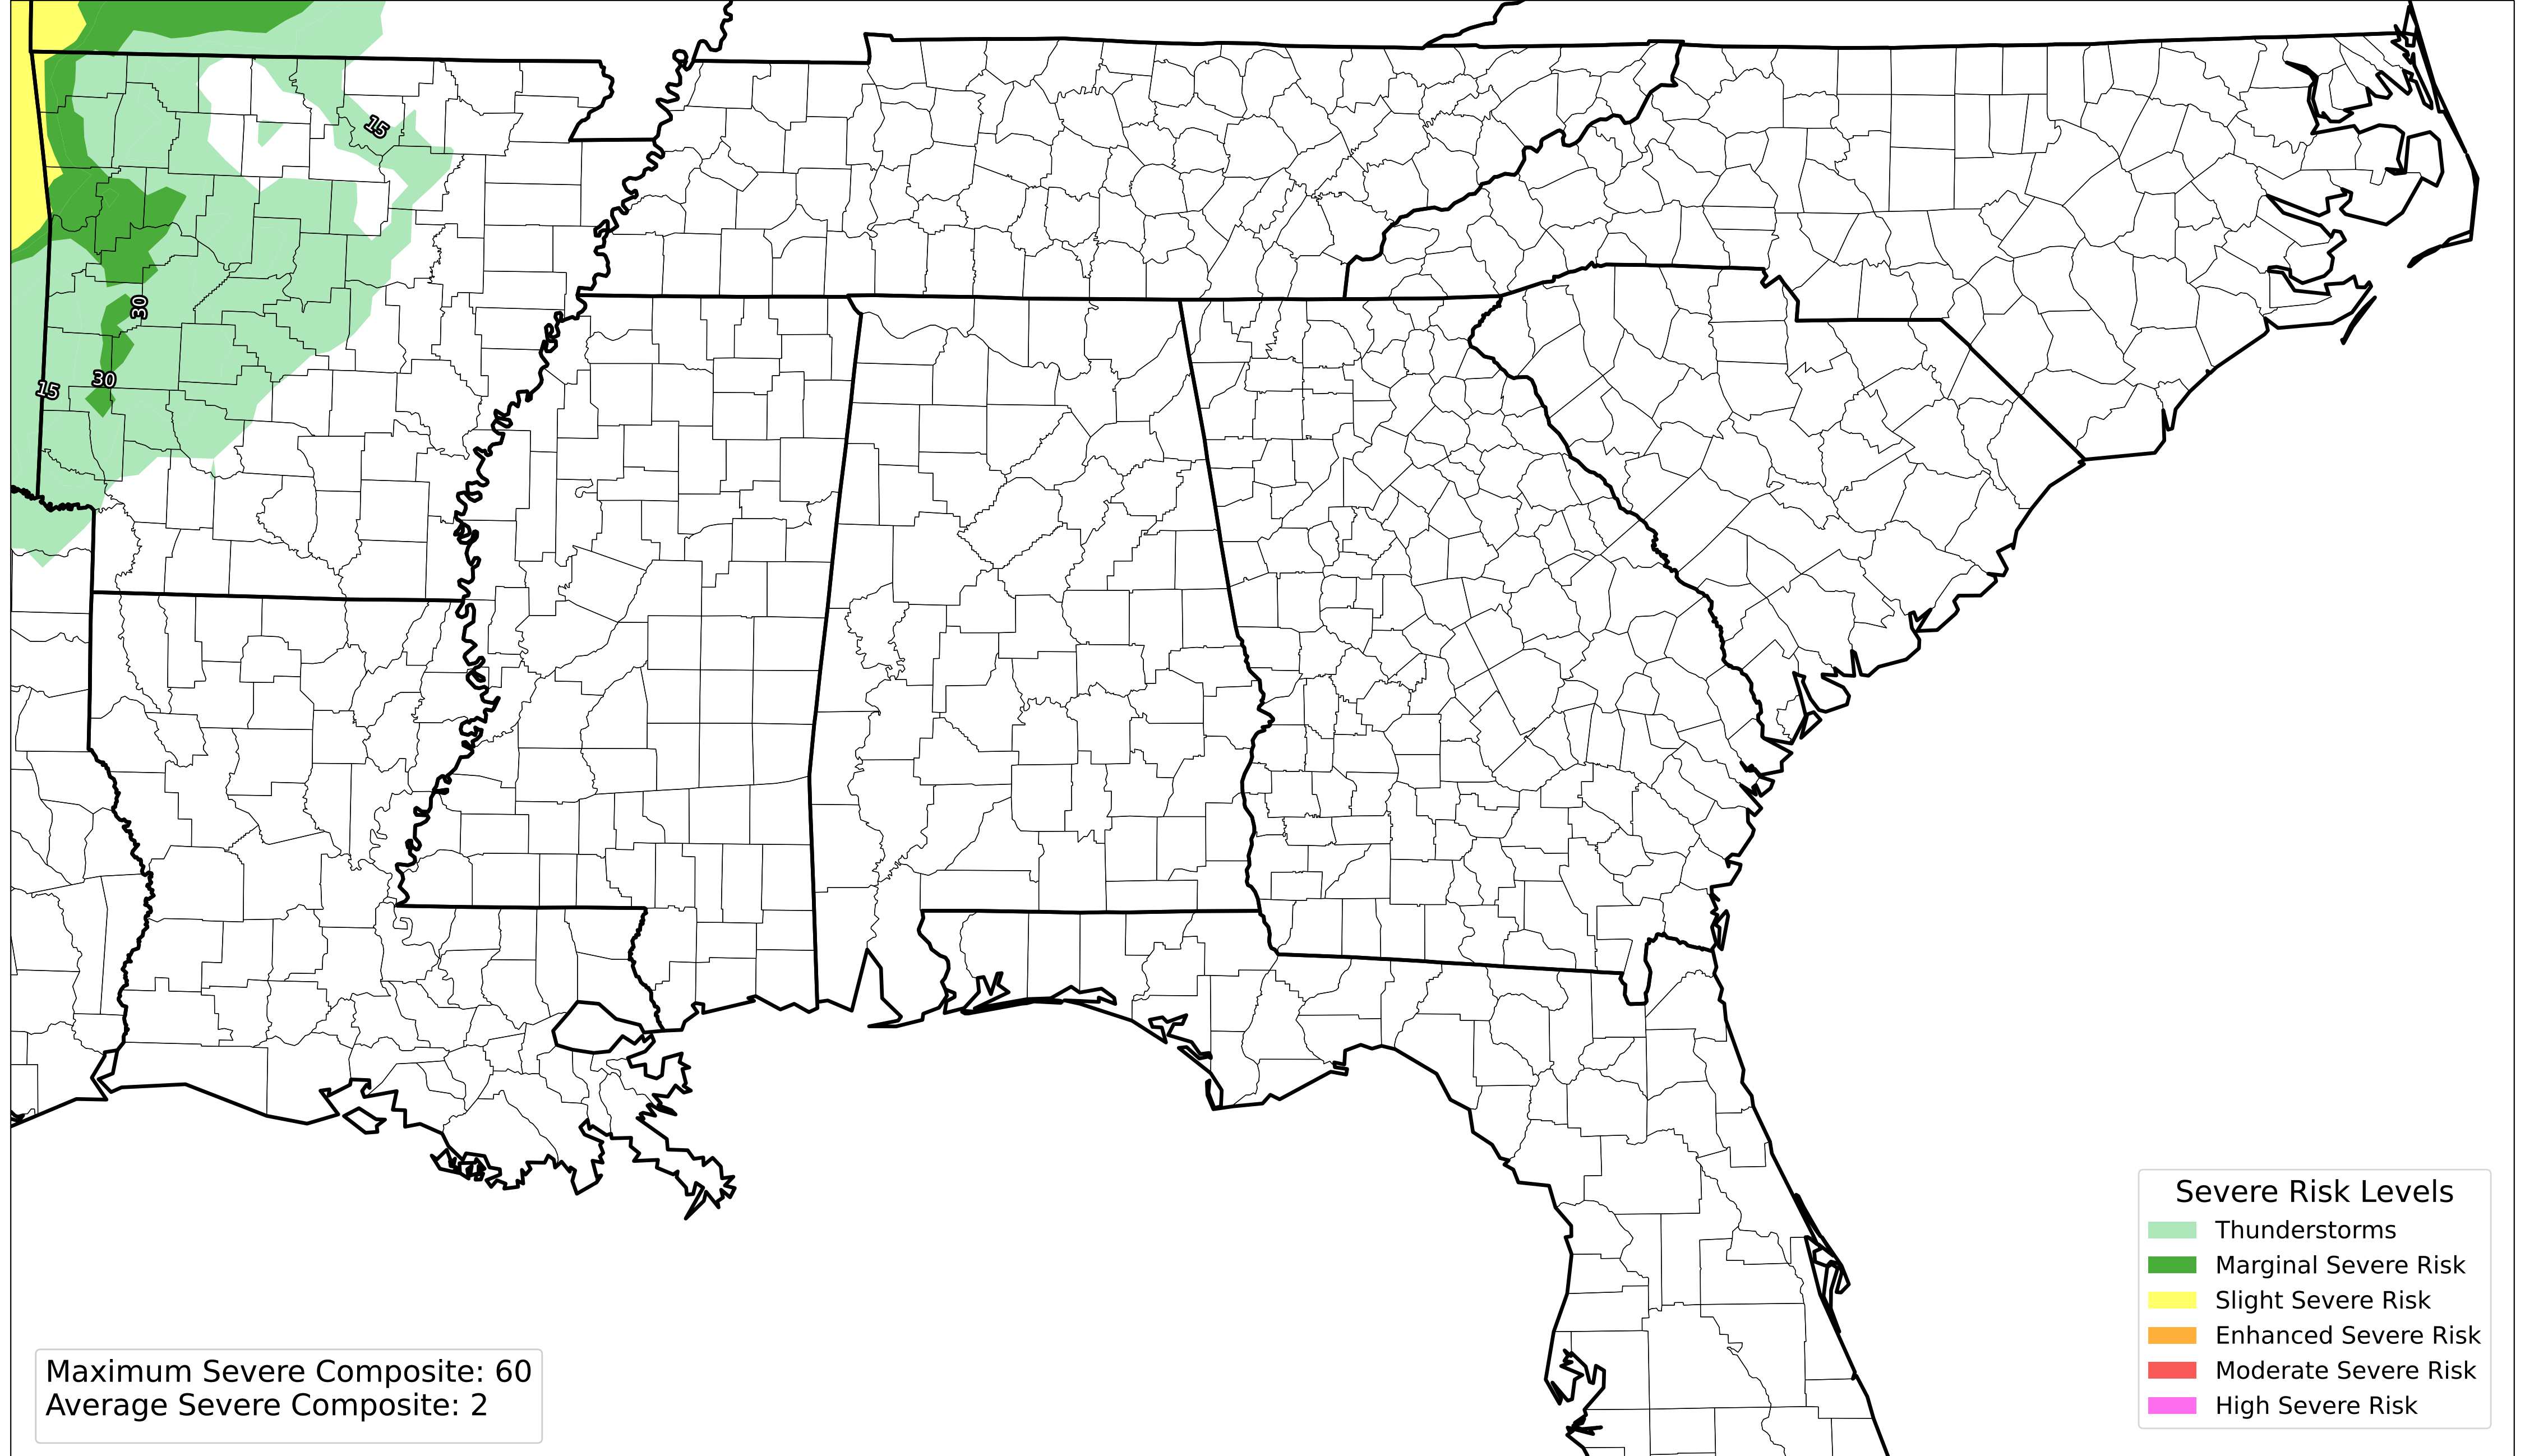 15
30
30
15
Severe Risk Levels
Thunderstorms
Marginal Severe Risk
Slight Severe Risk
Enhanced Severe Risk
Moderate Severe Risk
High Severe Risk
Maximum Severe Composite: 60
Average Severe Composite: 2